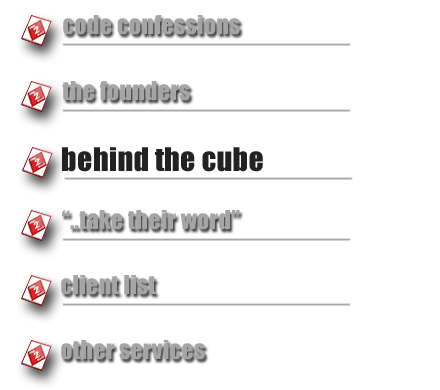 code confessions
the founders
behind the cube
“..take their word”
client list
other services